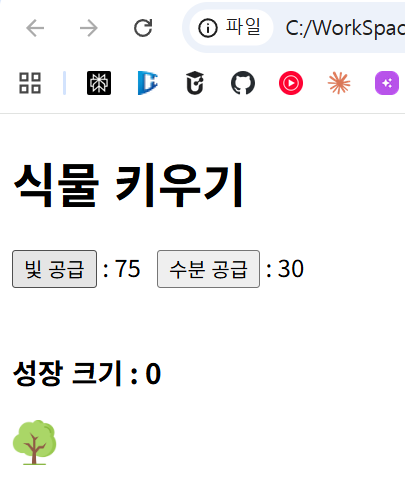 파일 C:/WorkSpac
식물 키우기
빛 공급 : 75 수분 공급 : 30
성장 크기 : 0